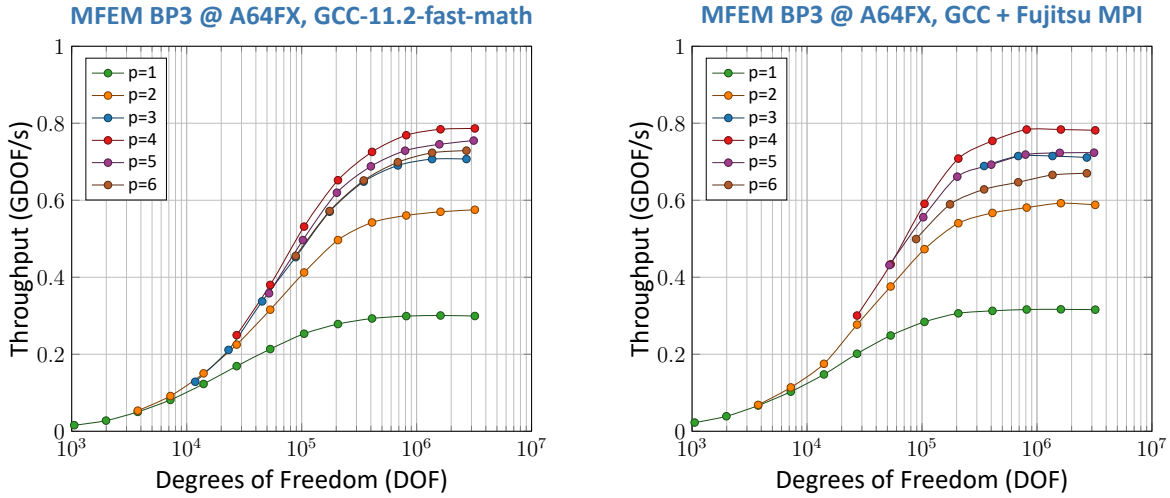 MFEM BP3 @ A64FX, GCC-11.2-fast-math
1
0.8
0.6
0.4
0.2
0
Throughput (GDOF/s)
p=1
p=2
p=3
p=4
p=5
p=6
10^3
10^4
10^5
10^6
10^7
Degrees of Freedom (DOF)
MFEM BP3 @ A64FX, GCC + Fujitsu MPI
1
0.8
0.6
0.4
0.2
0
Throughput (GDOF/s)
p=1
p=2
p=3
p=4
p=5
p=6
10^3
10^4
10^5
10^6
10^7
Degrees of Freedom (DOF)